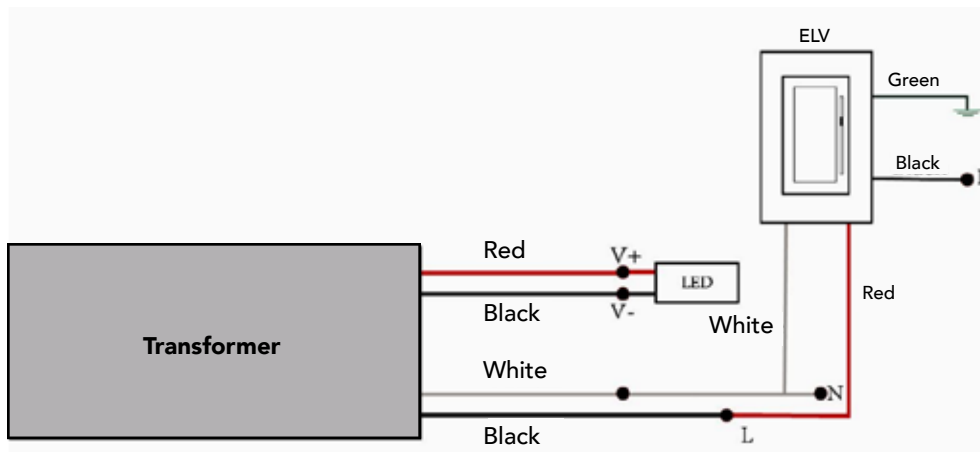 ELV
Green
Black
Red
V+
LED
Red
Black
V-
White
Transformer
White
N
Black
L